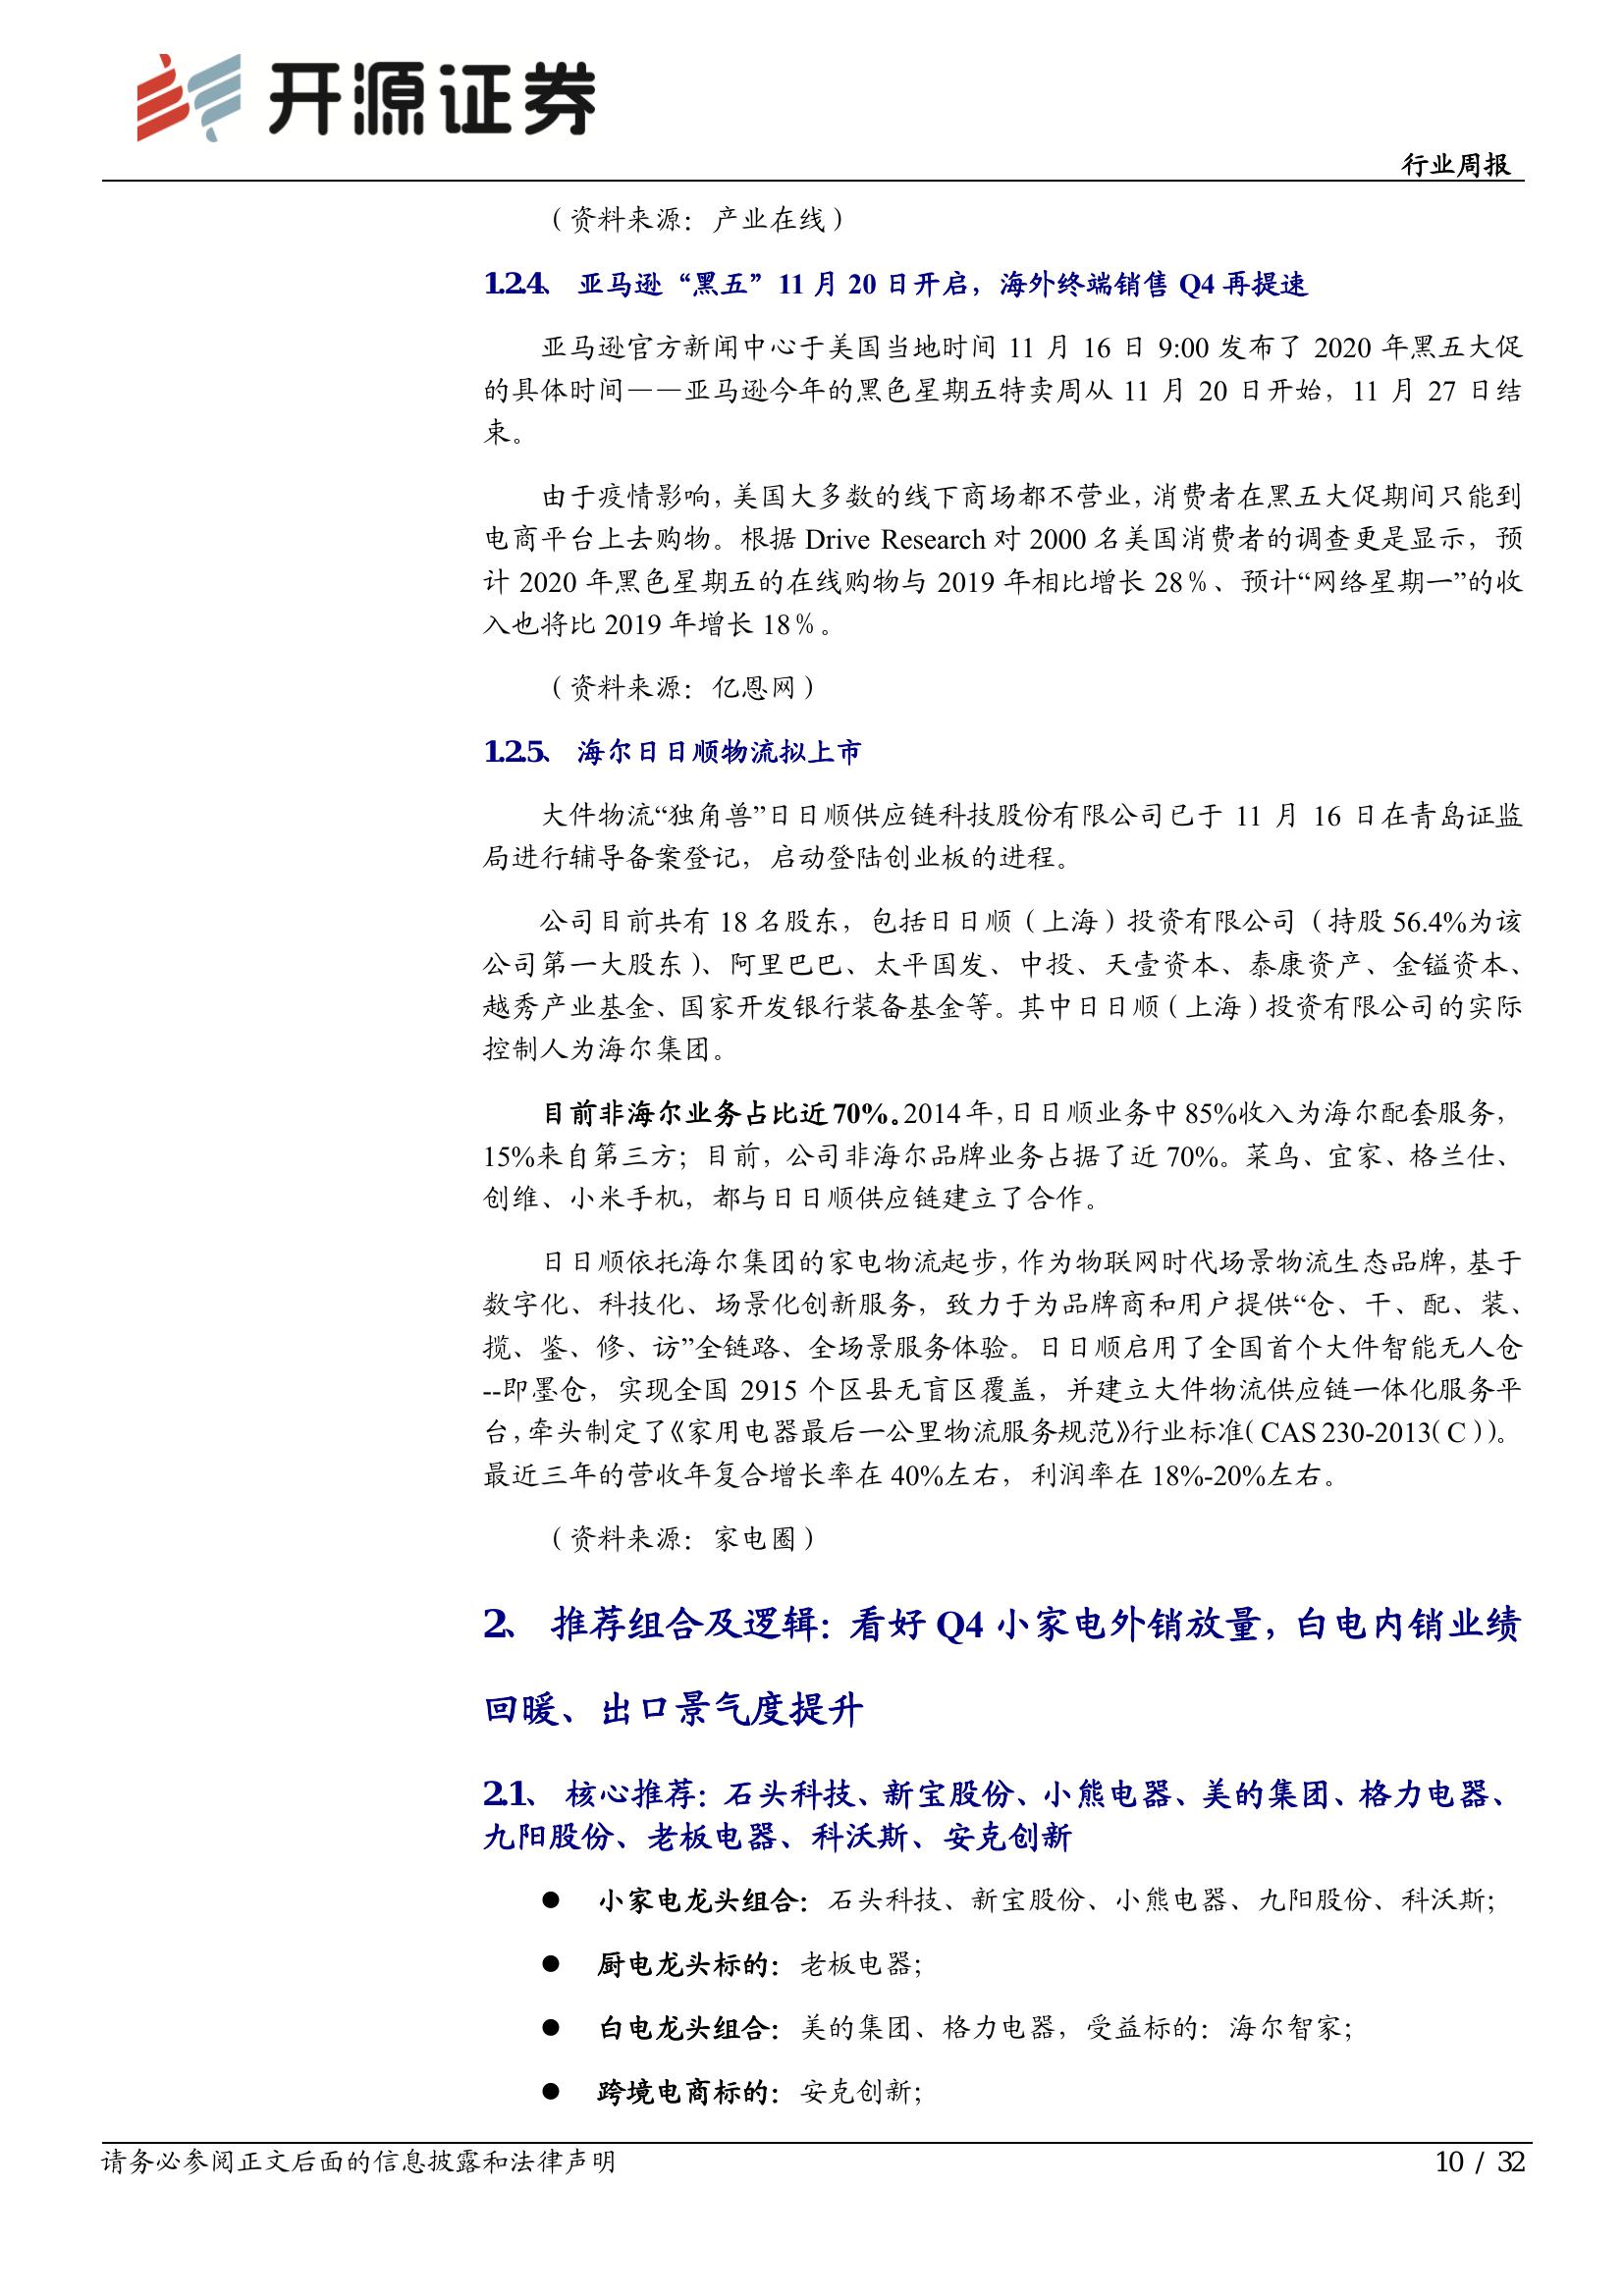 开源证券
行业周报
（资料来源：产业在线）
1.2.4、 亚马逊“黑五”11 月 20 日开启，海外终端销售 Q4 再提速
亚马逊官方新闻中心于美国当地时间 11 月 16 日 9:00 发布了 2020 年黑五大促
的具体时间——亚马逊今年的黑色星期五特卖周从 11 月 20 日开始，11 月 27 日结
束。
由于疫情影响，美国大多数的线下商场都不营业，消费者在黑五大促期间只能到
电商平台上去购物。根据 Drive Research 对 2000 名美国消费者的调查更是显示，预
计 2020 年黑色星期五的在线购物与 2019 年相比增长 28％、预计“网络星期一”的收
入也将比 2019 年增长 18％。
（资料来源：亿恩网）
1.2.5、 海尔日日顺物流拟上市
大件物流“独角兽”日日顺供应链科技股份有限公司已于 11 月 16 日在青岛证监
局进行辅导备案登记，启动登陆创业板的进程。
公司目前共有 18 名股东，包括日日顺（上海）投资有限公司（持股 56.4%为该
公司第一大股东）、阿里巴巴、太平国发、中投、天壹资本、泰康资产、金镒资本、
越秀产业基金、国家开发银行装备基金等。其中日日顺（上海）投资有限公司的实际
控制人为海尔集团。
目前非海尔业务占比近 70%。2014 年，日日顺业务中 85%收入为海尔配套服务，
15%来自第三方；目前，公司非海尔品牌业务占据了近 70%。菜鸟、宜家、格兰仕、
创维、小米手机，都与日日顺供应链建立了合作。
日日顺依托海尔集团的家电物流起步，作为物联网时代场景物流生态品牌，基于
数字化、科技化、场景化创新服务，致力于为品牌商和用户提供“仓、干、配、装、
揽、鉴、修、访”全链路、全场景服务体验。日日顺启用了全国首个大件智能无人仓
--即墨仓，实现全国 2915 个区县无盲区覆盖，并建立大件物流供应链一体化服务平
台，牵头制定了《家用电器最后一公里物流服务规范》行业标准（CAS 230-2013（C））。
最近三年的营收年复合增长率在 40%左右，利润率在 18%-20%左右。
（资料来源：家电圈）
2、 推荐组合及逻辑：看好 Q4 小家电外销放量，白电内销业绩
回暖、出口景气度提升
2.1、 核心推荐：石头科技、新宝股份、小熊电器、美的集团、格力电器、
九阳股份、老板电器、科沃斯、安克创新
● 小家电龙头组合：石头科技、新宝股份、小熊电器、九阳股份、科沃斯；
● 厨电龙头标的：老板电器；
● 白电龙头组合：美的集团、格力电器，受益标的：海尔智家；
● 跨境电商标的：安克创新；
请务必参阅正文后面的信息披露和法律声明
10 / 32